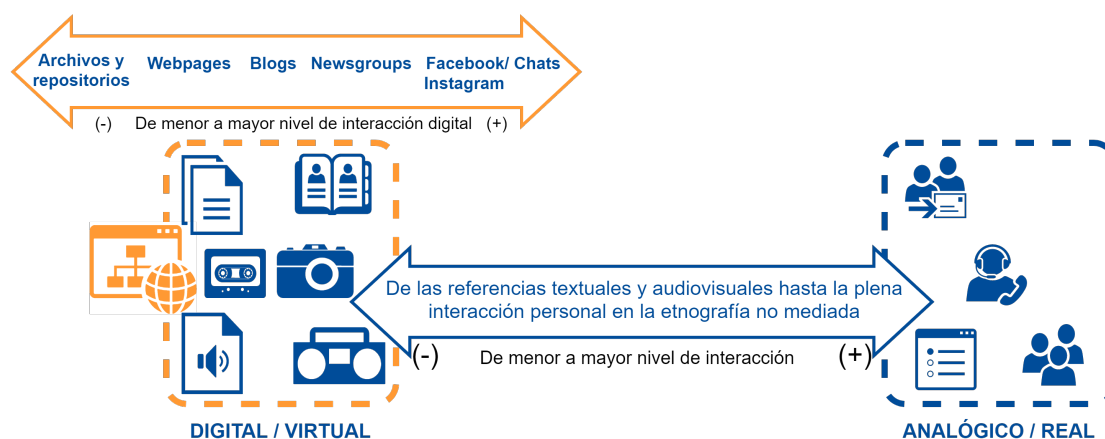 Archivos y repositorios
Webpages
Blogs
Newsgroups
Facebook/ Chats
Instagram
(-) De menor a mayor nivel de interacción digital (+)
De las referencias textuales y audiovisuales hasta la plena
interacción personal en la etnografía no mediada
(-) De menor a mayor nivel de interacción (+)
DIGITAL / VIRTUAL
ANALÓGICO / REAL